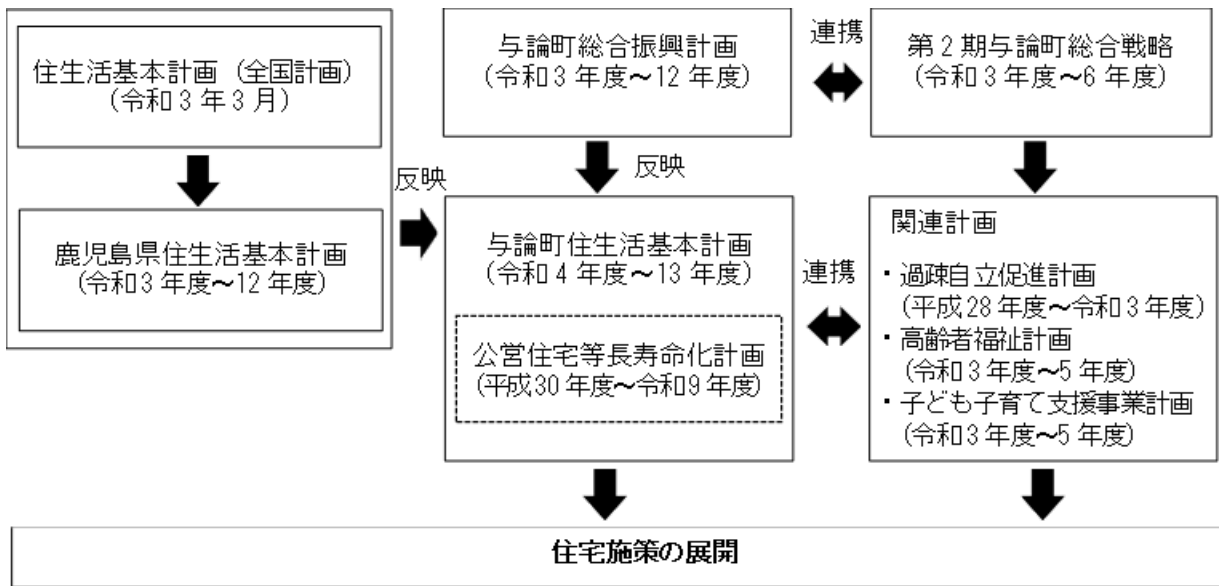 住生活基本計画（全国計画）
（令和３年３月）
鹿児島県住生活基本計画
（令和３年度～12年度）
反映
与論町総合振興計画
（令和３年度～12年度）
連携
第２期与論町総合戦略
（令和３年度～6年度）
反映
与論町住生活基本計画
（令和４年度～13年度）
公営住宅等長寿命化計画
（平成30年度～令和9年度）
連携
関連計画
・過疎自立促進計画
（平成28年度～令和３年度）
・高齢者福祉計画
（令和３年度～5年度）
・子ども子育て支援事業計画
（令和３年度～5年度）
住宅施策の展開